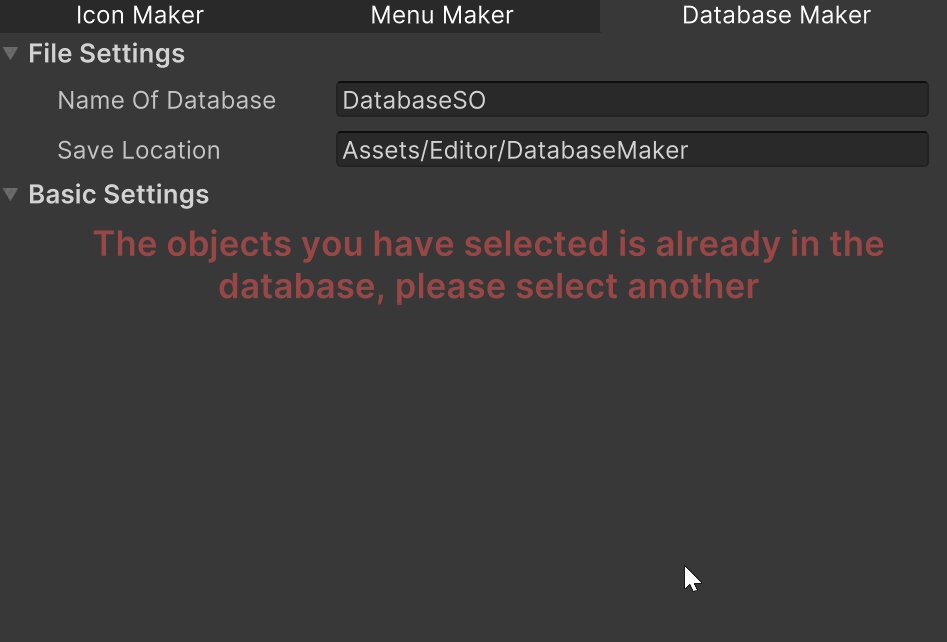 Icon Maker Menu Maker Database Maker
File Settings
Name Of Database DatabaseSO
Save Location Assets/Editor/DatabaseMaker
Basic Settings
The objects you have selected is already in the
database, please select another